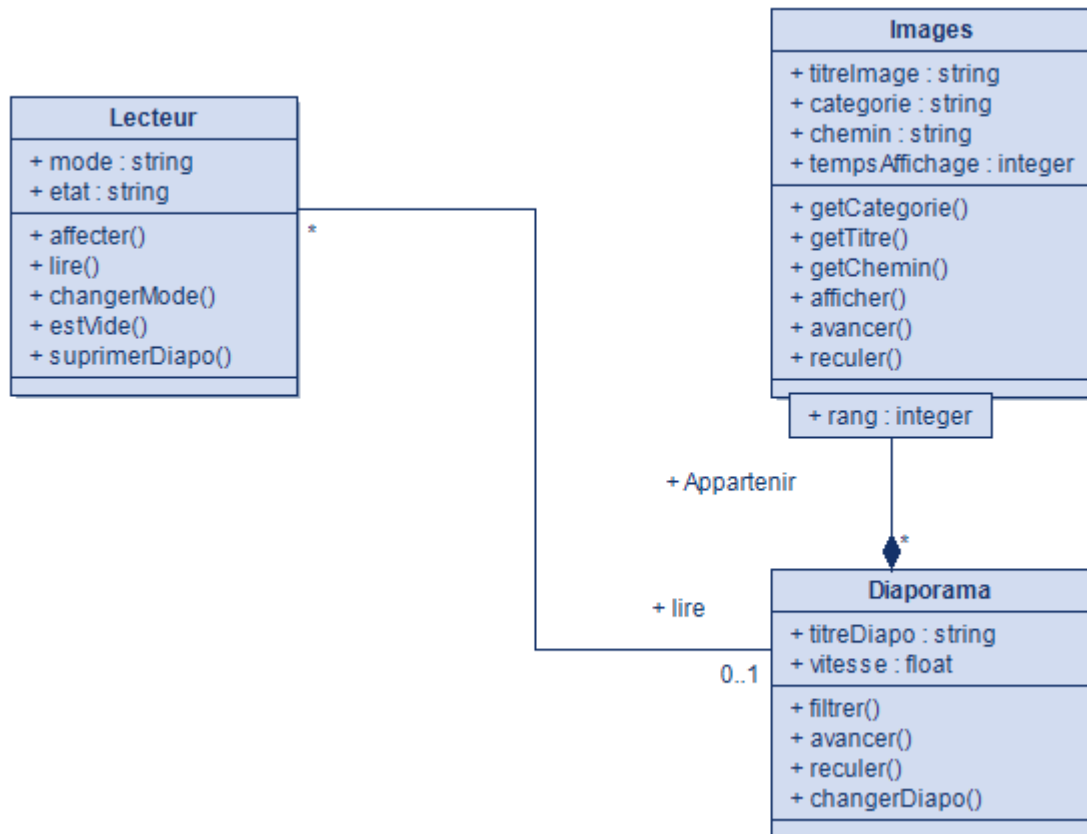 Lecteur
+ mode : string
+ etat : string
+ affecter()
+ lire()
+ changerMode()
+ estVide()
+ suprimerDiapo()
*
Images
+ titreImage : string
+ categorie : string
+ chemin : string
+ tempsAffichage : integer
+ getCategorie()
+ getTitre()
+ getChemin()
+ afficher()
+ avancer()
+ reculer()
+ rang : integer
+ Appartenir
*
+ lire
0..1
Diaporama
+ titreDiapo : string
+ vitesse : float
+ filtrer()
+ avancer()
+ reculer()
+ changerDiapo()